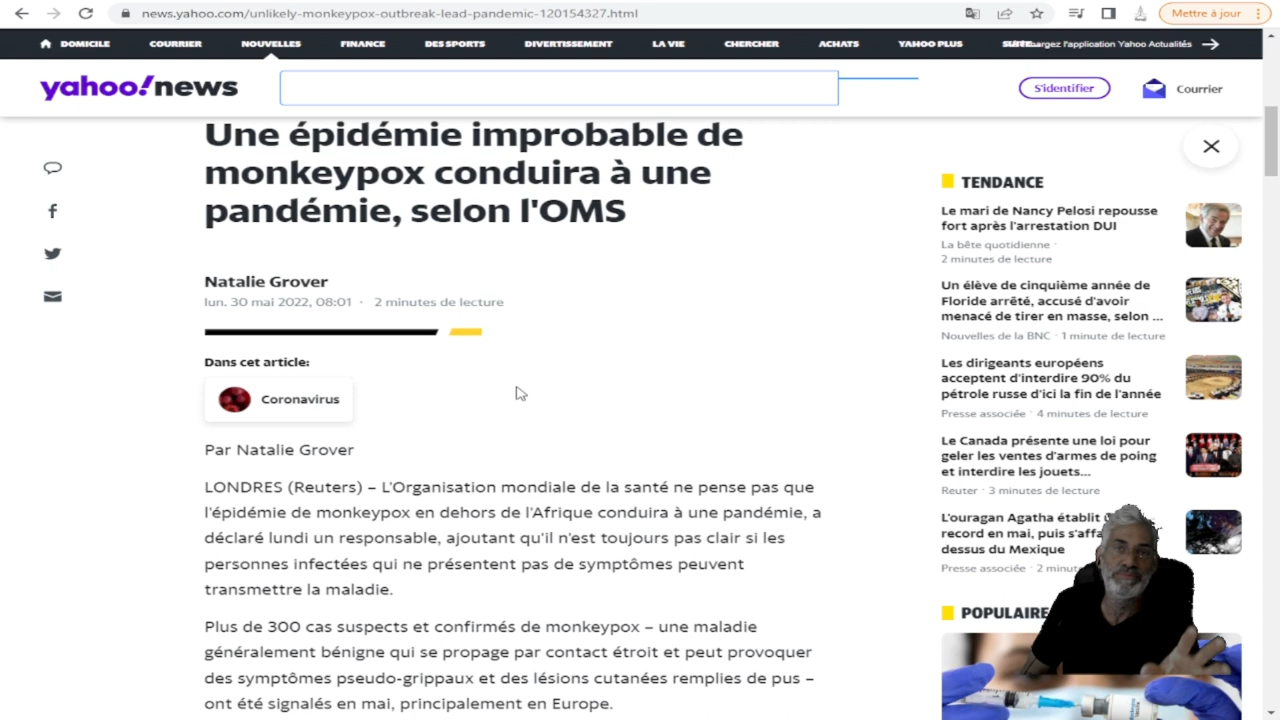 news.yahoo.com/unlikely-monkeypox-outbreak-lead-pandemic-120154327.html
Mettre à jour
DOMICILE COURRIER NOUVELLES FINANCE DES SPORTS DIVERTISSEMENT LA VIE CHERCHER ACHATS YAHOO PLUS l'application Yahoo Actualités
yahoo!news
S'identifier
Courrier
Une épidémie improbable de
monkeypox conduira à une
pandémie, selon l'OMS
Natalie Grover
lun. 30 mai 2022, 08:01 · 2 minutes de lecture
Dans cet article:
Coronavirus
Par Natalie Grover
LONDRES (Reuters) – L'Organisation mondiale de la santé ne pense pas que
l'épidémie de monkeypox en dehors de l'Afrique conduira à une pandémie, a
déclaré lundi un responsable, ajoutant qu'il n'est toujours pas clair si les
personnes infectées qui ne présentent pas de symptômes peuvent
transmettre la maladie.
Plus de 300 cas suspects et confirmés de monkeypox – une maladie
généralement bénigne qui se propage par contact étroit et peut provoquer
des symptômes pseudo-grippaux et des lésions cutanées remplies de pus –
ont été signalés en mai, principalement en Europe.
TENDANCE
Le mari de Nancy Pelosi repousse
fort après l'arrestation DUI
La bête quotidienne ·
2 minutes de lecture
Un élève de cinquième année de
Floride arrêté, accusé d'avoir
menacé de tirer en masse, selon ...
Nouvelles de la BNC · 1 minute de lecture
Les dirigeants européens
acceptent d'interdire 90% du
pétrole russe d'ici la fin de l'année
Presse associée · 4 minutes de lecture
Le Canada présente une loi pour
geler les ventes d'armes de poing
et interdire les jouets...
Reuter · 3 minutes de lecture
L'ouragan Agatha établit
record en mai, puis
dessus du Mexique
Presse associée · 2
POPULAIRE